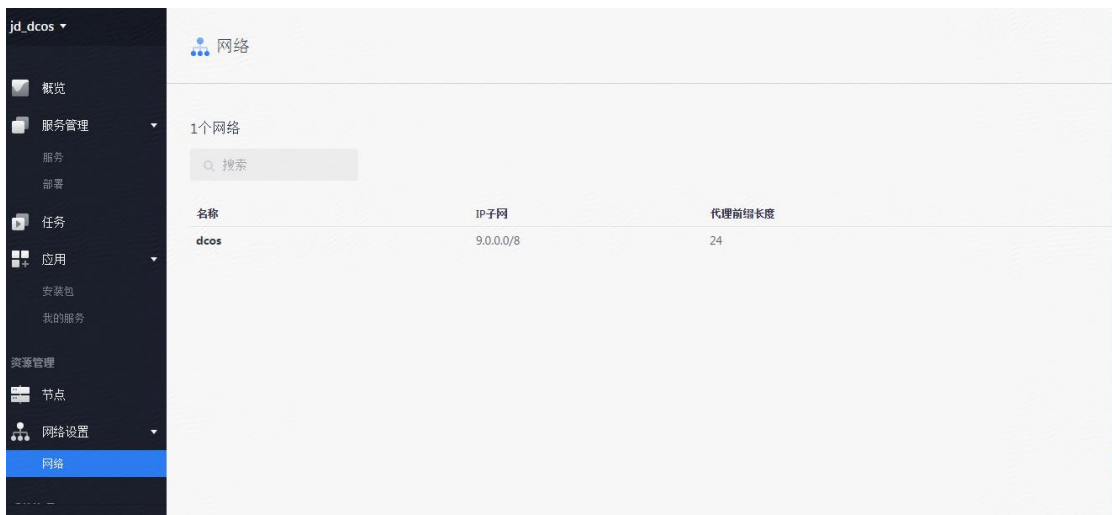 jd_dcos
概览
服务管理
服务
部署
任务
应用
安装包
我的服务
资源管理
节点
网络设置
网络
网络
1个网络
搜索
名称 IP子网 代理前缀长度
dcos 9.0.0.0/8 24